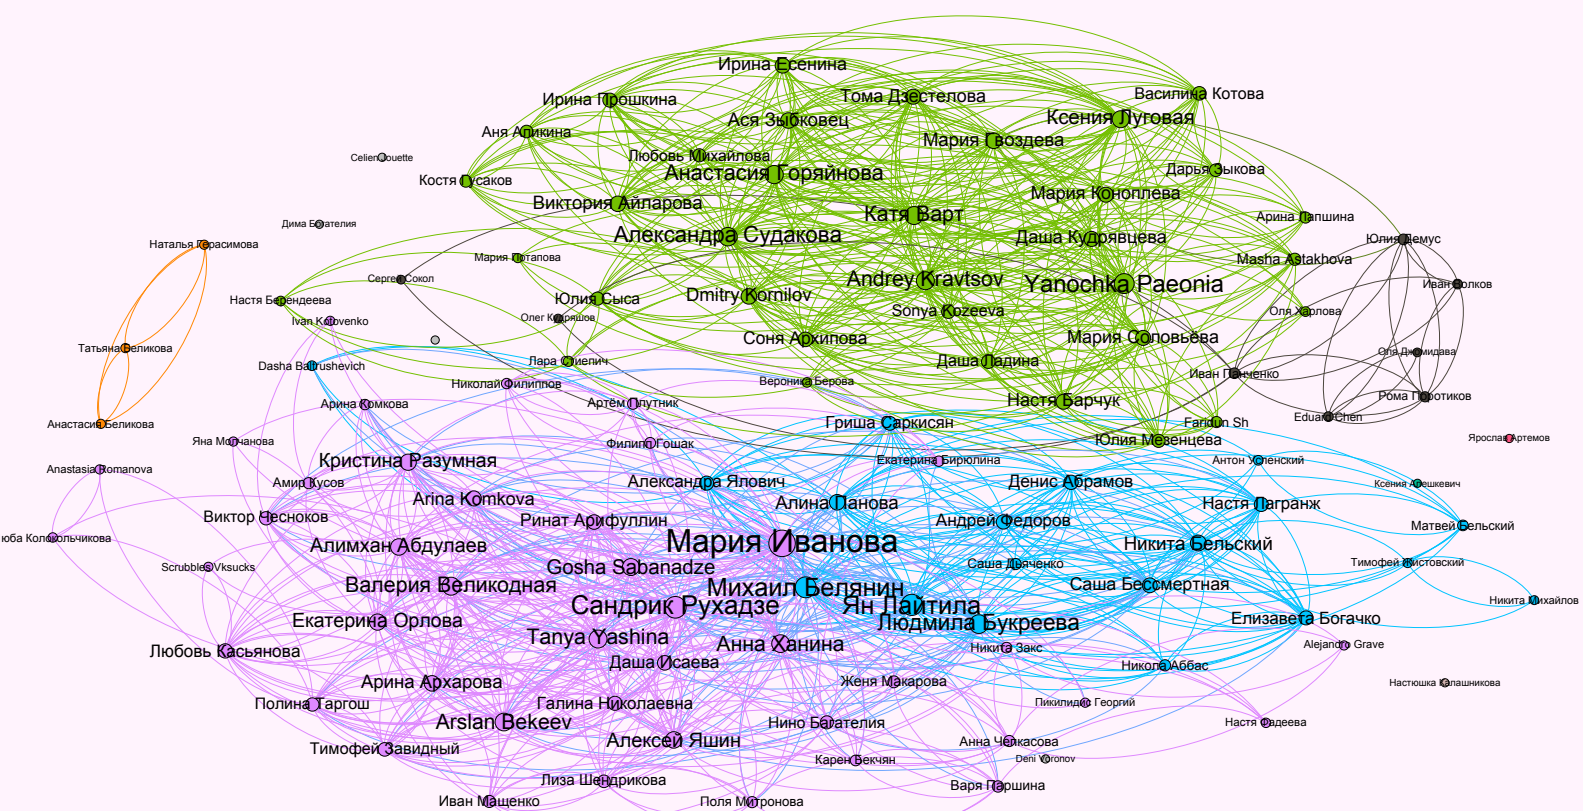 Ирина Есенина
Василина Котова
Ирина Прошкина
Тома Дзестелова
Ася Зыбковец
Ксения Луговая
Аня Аликина
Мария Гвоздева
Celien Jouette
Любовь Михайлова
Анастасия Горяйнова
Дарья Зыкова
Костя Гусаков
Мария Коноплева
Виктория Айларова
Катя Варт
Арина Лапшина
Дима Богателия
Александра Судакова
Даша Кудрявцева
Юлия Демус
Наталья Герасимова
Мария Потапова
Masha Astakhova
Сергей Сокол
Andrey Kravtsov
Yanochka Paeonia
Иван Волков
Настя Берендеева
Юлия Сыса
Dmitry Kornilov
Sonya Kozeeva
Оля Харлова
Ivan Kolovenko
Олег Кудряшов
Соня Архипова
Мария Соловьёва
Татьяна Беликова
Оля Джомидава
Dasha Baltrushevich
Лара Стиепич
Даша Ладина
Иван Панченко
Николай Филиппов
Вероника Берова
Рома Поротиков
Арина Комкова
Артём Плутник
Настя Барчук
Eduard Chen
Анастасия Беликова
Гриша Саркисян
Faridun Sh
Яна Молчанова
Филипп Гошак
Юлия Мезенцева
Ярослав Артемов
Кристина Разумная
Екатерина Бирюлина
Антон Успенский
Anastasia Romanova
Амир Кусов
Александра Ялович
Денис Абрамов
Ксения Алешкевич
Arina Komkova
Алина Панова
Настя Лагранж
Виктор Чесноков
Ринат Арифуллин
Андрей Федоров
Матвей Бельский
юба Колокольчикова
Алимхан Абдулаев
Мария Иванова
Никита Бельский
Scrubbles Vksucks
Gosha Sabanadze
Саша Дьяченко
Тимофей Жистовский
Валерия Великодная
Михаил Белянин
Саша Бессмертная
Сандрик Рухадзе
Ян Лайтила
Никита Михайлов
Екатерина Орлова
Людмила Букреева
Елизавета Богачко
Tanya Yashina
Анна Ханина
Никита Закс
Alejandro Grave
Любовь Касьянова
Даша Исаева
Никола Аббас
Арина Архарова
Женя Макарова
Настюшка Калашникова
Полина Таргош
Галина Николаевна
Пикилидис Георгий
Arslan Bekeev
Нино Багателия
Настя Фадеева
Тимофей Завидный
Алексей Яшин
Анна Чепкасова
Карен Бекчян
Deni Voronov
Лиза Шендрикова
Варя Паршина
Иван Мащенко
Поля Митронова